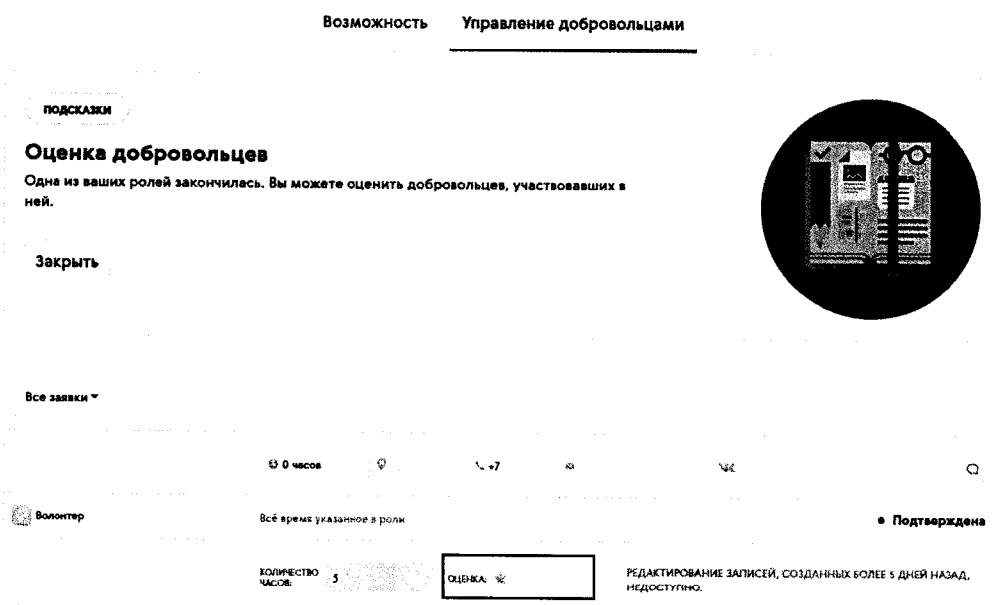 Возможность Управление добровольцами
ПОДСКАЗКИ
Оценка добровольцев
Одна из ваших ролей закончилась. Вы можете оценить добровольцев, участвовавших в
ней.
Закрыть
Все заявки
0 часов +7
Волонтер Всё время указанное в роли Подтверждена
КОЛИЧЕСТВО
ЧАСОВ: 5 ОЦЕНКА: РЕДАКТИРОВАНИЕ ЗАПИСЕЙ, СОЗДАННЫХ БОЛЕЕ 5 ДНЕЙ НАЗАД,
НЕДОСТУПНО.